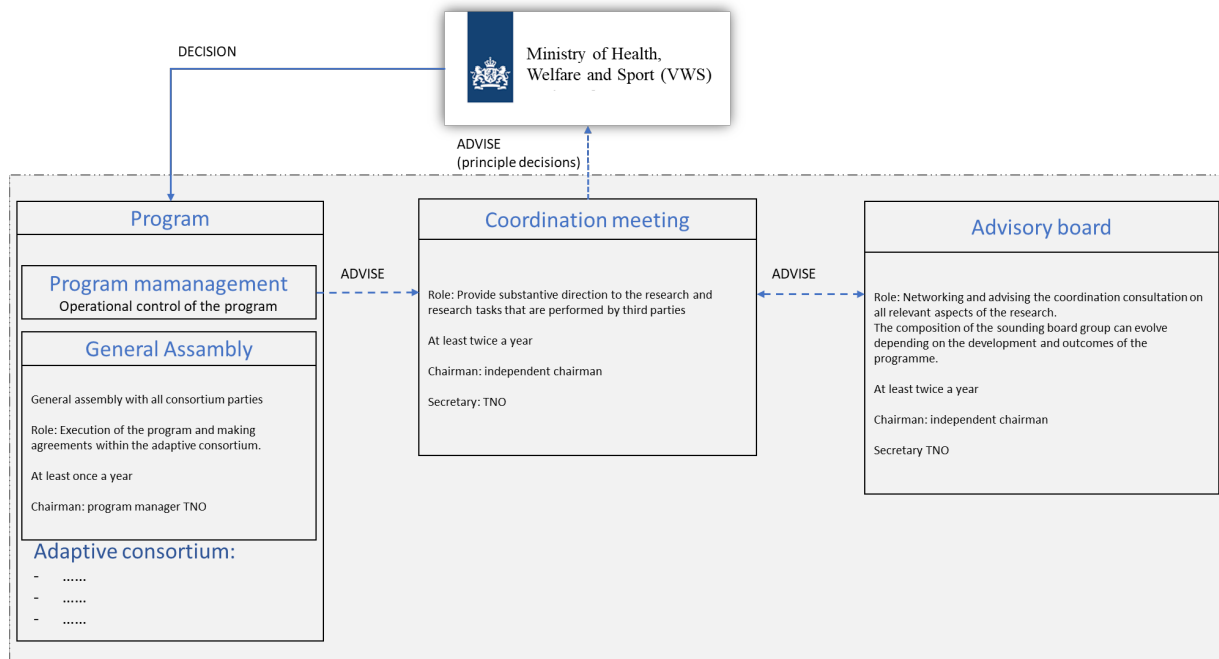 DECISION
Ministry of Health,
Welfare and Sport (VWS)
ADVISE
(principle decisions)
Program
Program mamanagement
Operational control of the program
General Assembly
General assembly with all consortium parties
Role: Execution of the program and making
agreements within the adaptive consortium.
At least once a year
Chairman: program manager TNO
Adaptive consortium:
- ......
- ......
- ......
ADVISE
Coordination meeting
Role: Provide substantive direction to the research and
research tasks that are performed by third parties
At least twice a year
Chairman: independent chairman
Secretary: TNO
ADVISE
Advisory board
Role: Networking and advising the coordination consultation on
all relevant aspects of the research.
The composition of the sounding board group can evolve
depending on the development and outcomes of the
programme.
At least twice a year
Chairman: independent chairman
Secretary TNO